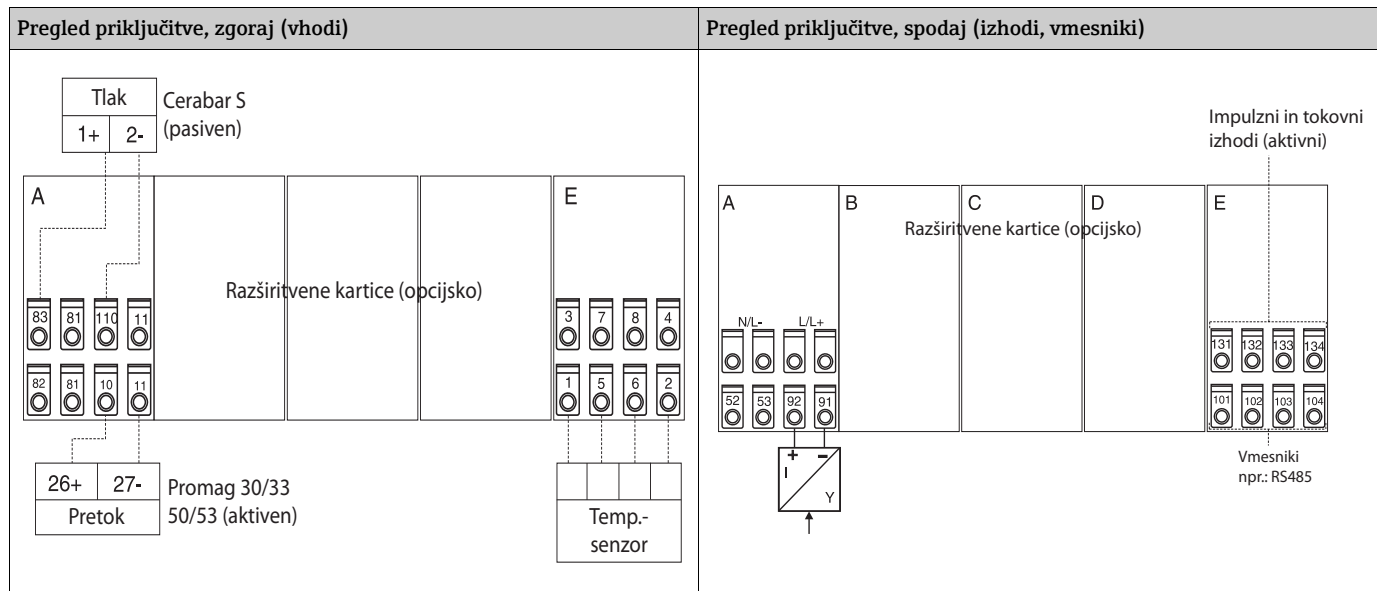 Pregled priključitve, zgoraj (vhodi)
Tlak
1+ 2-
Cerabar S
(pasiven)
A
E
Razširitvene kartice (opcijsko)
83 81 110 11
82 81 10 11
3 7 8 4
1 5 6 2
26+ 27-
Pretok
Promag 30/33
50/53 (aktiven)
Temp.-
senzor
Pregled priključitve, spodaj (izhodi, vmesniki)
Impulzni in tokovni
izhodi (aktivni)
A B C D E
Razširitvene kartice (opcijsko)
N/L- L/L+
52 53 92 91
131 132 133 134
101 102 103 104
+ −
I
Y
Vmesniki
npr.: RS485